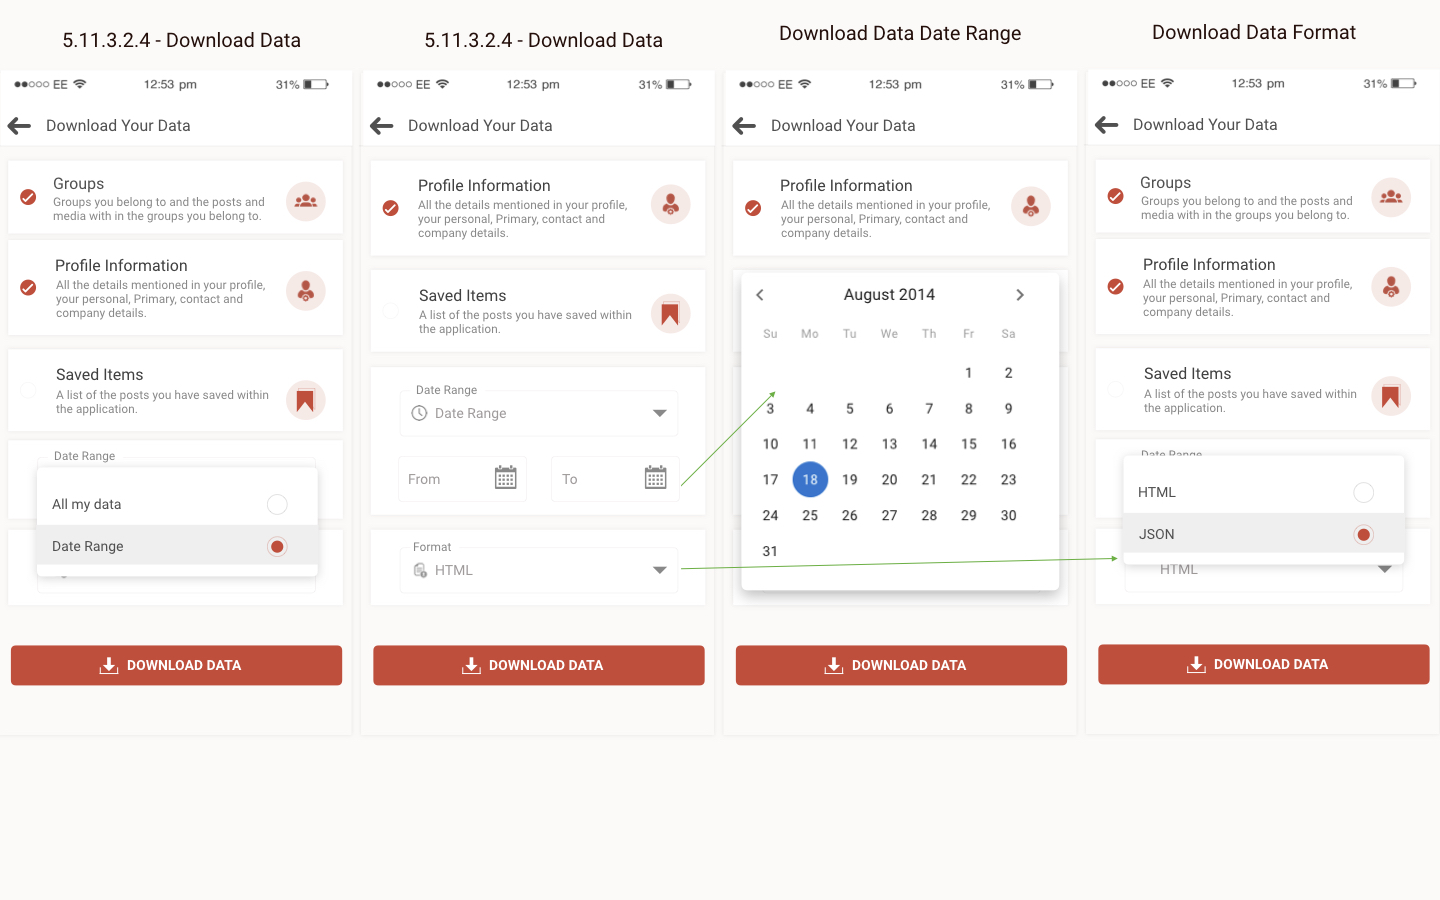 5.11.3.2.4 - Download Data
EE 12:53 pm 31%
Download Your Data
Groups
Groups you belong to and the posts and
media with in the groups you belong to.
Profile Information
All the details mentioned in your profile,
your personal, Primary, contact and
company details.
Saved Items
A list of the posts you have saved within
the application.
Date Range
All my data
Date Range
DOWNLOAD DATA
5.11.3.2.4 - Download Data
EE 12:53 pm 31%
Download Your Data
Profile Information
All the details mentioned in your profile,
your personal, Primary, contact and
company details.
Saved Items
A list of the posts you have saved within
the application.
Date Range
Date Range
From To
Format
HTML
DOWNLOAD DATA
Download Data Date Range
EE 12:53 pm 31%
Download Your Data
Profile Information
All the details mentioned in your profile,
your personal, Primary, contact and
company details.
August 2014
Su Mo Tu We Th Fr Sa
1 2
3 4 5 6 7 8 9
10 11 12 13 14 15 16
17 18 19 20 21 22 23
24 25 26 27 28 29 30
31
DOWNLOAD DATA
Download Data Format
EE 12:53 pm 31%
Download Your Data
Groups
Groups you belong to and the posts and
media with in the groups you belong to.
Profile Information
All the details mentioned in your profile,
your personal, Primary, contact and
company details.
Saved Items
A list of the posts you have saved within
the application.
Date Range
HTML
JSON
HTML
DOWNLOAD DATA